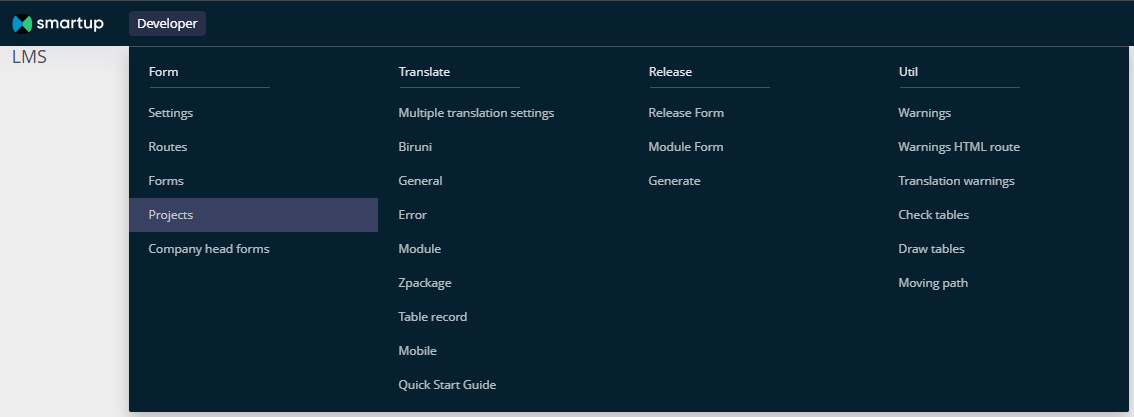 smartup
Developer
LMS
Form
Settings
Routes
Forms
Projects
Company head forms
Translate
Multiple translation settings
Biruni
General
Error
Module
Zpackage
Table record
Mobile
Quick Start Guide
Release
Release Form
Module Form
Generate
Util
Warnings
Warnings HTML route
Translation warnings
Check tables
Draw tables
Moving path